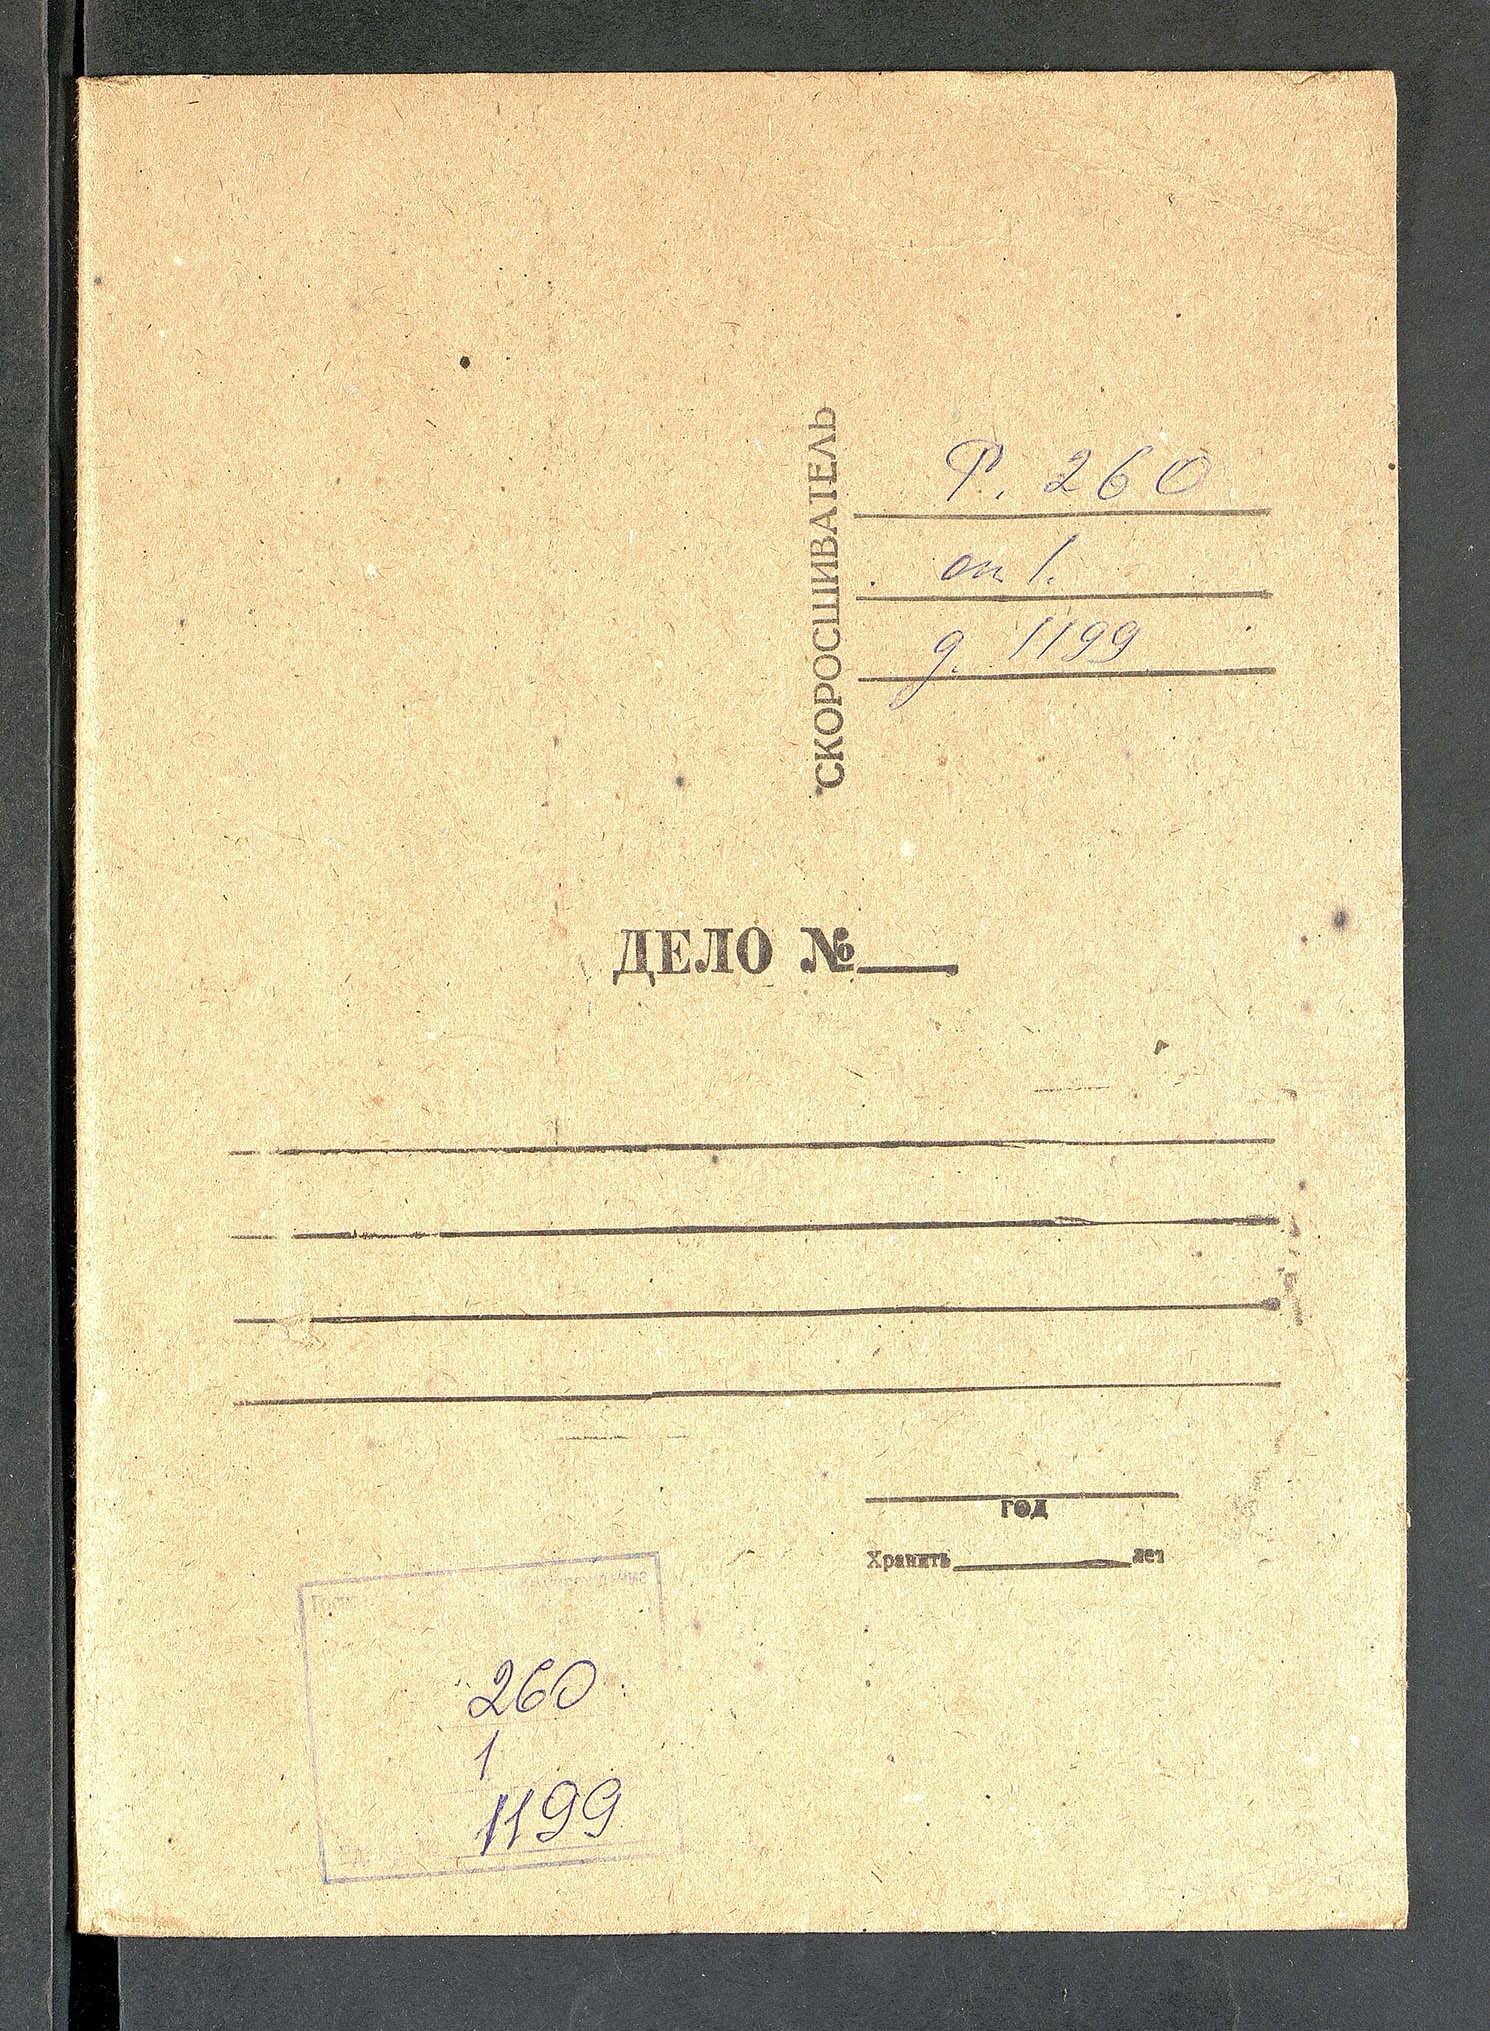 СКОРОСШИВАТЕЛЬ
Р. 260
оп 1.
д. 1199
ДЕЛО №
год
Хранить лет
260
1
1199